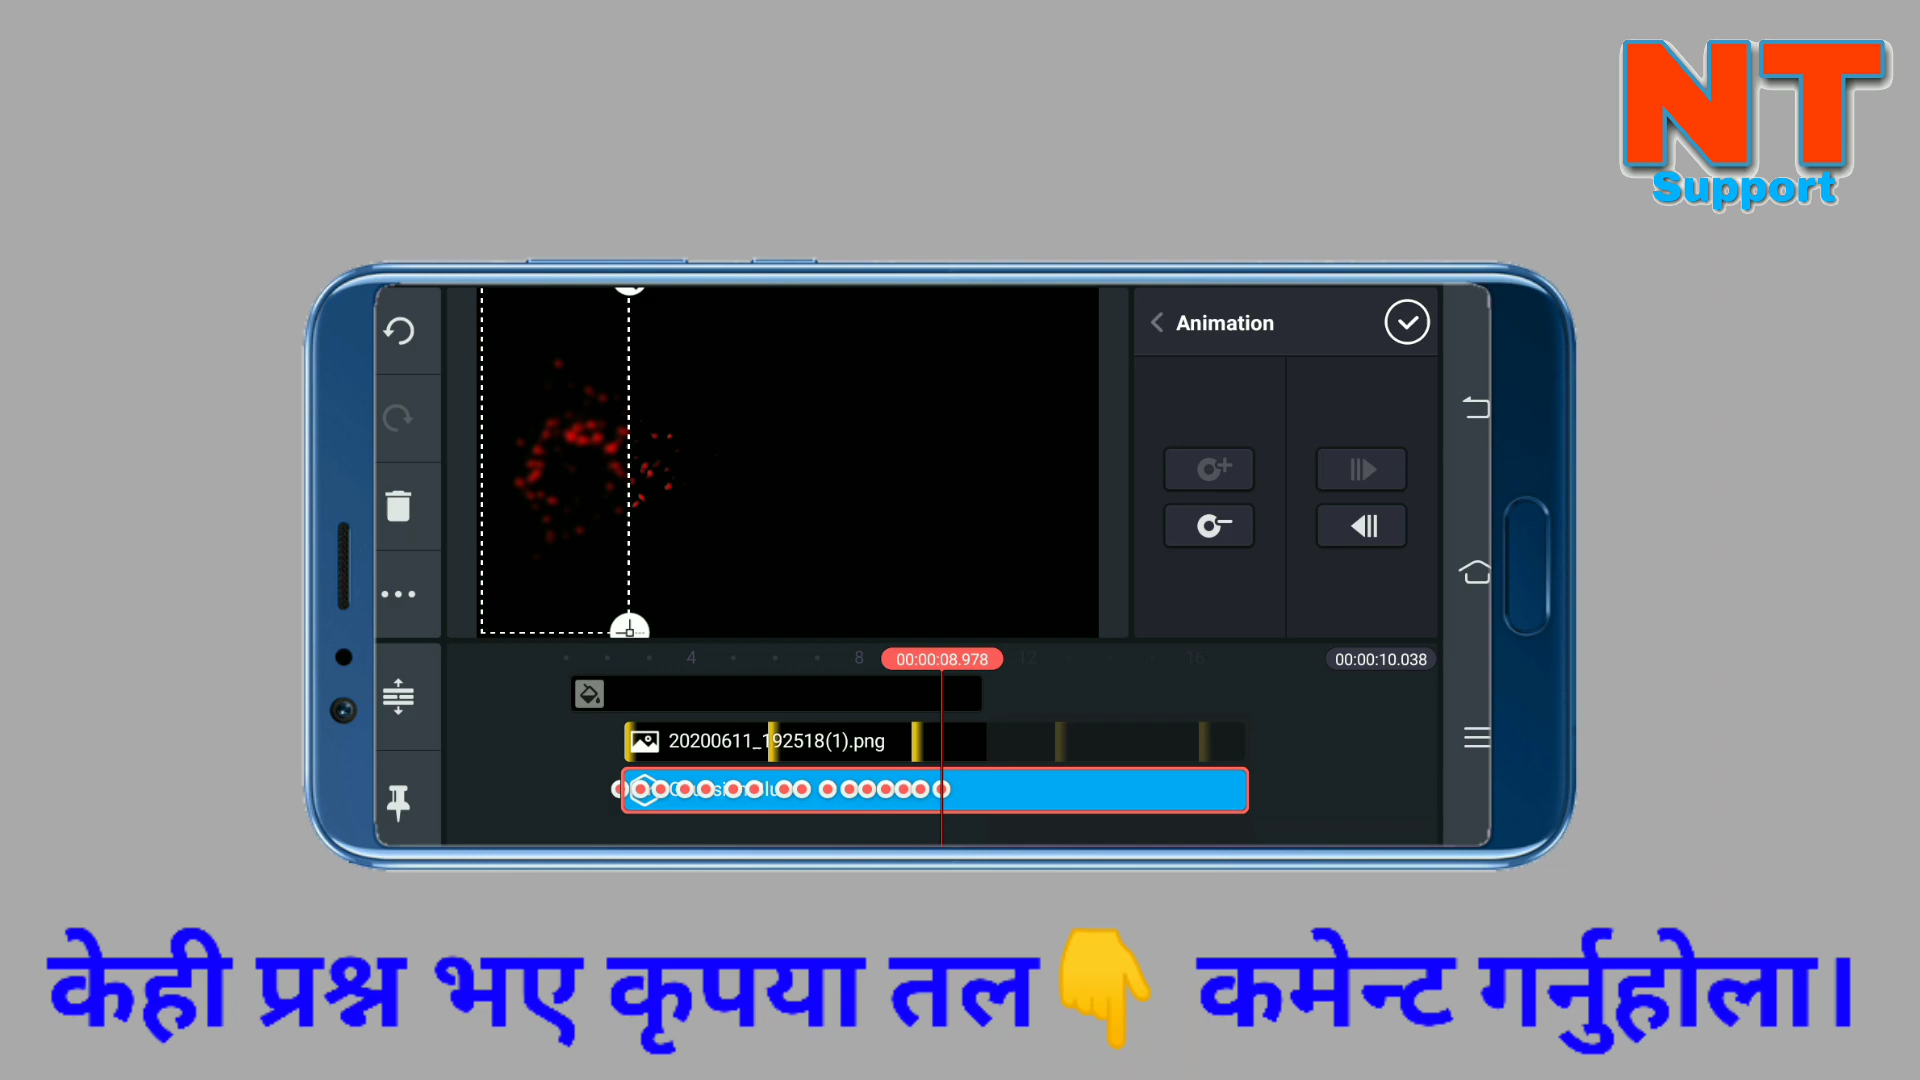 NT
Support
Animation
4
8
00:00:08.978
12
16
00:00:10.038
20200611_192518(1).png
केही प्रश्न भए कृपया तल👇 कमेन्ट गर्नुहोला।